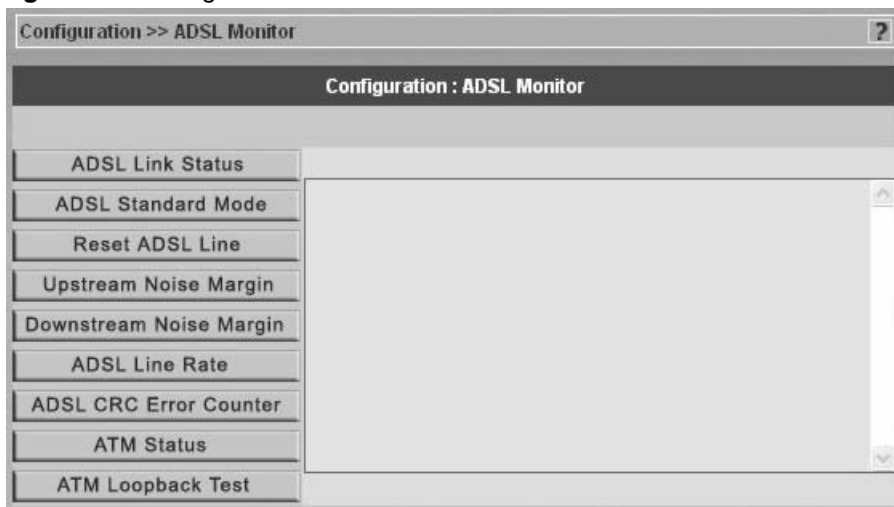 Configuration >> ADSL Monitor ?
Configuration : ADSL Monitor
ADSL Link Status
ADSL Standard Mode
Reset ADSL Line
Upstream Noise Margin
Downstream Noise Margin
ADSL Line Rate
ADSL CRC Error Counter
ATM Status
ATM Loopback Test